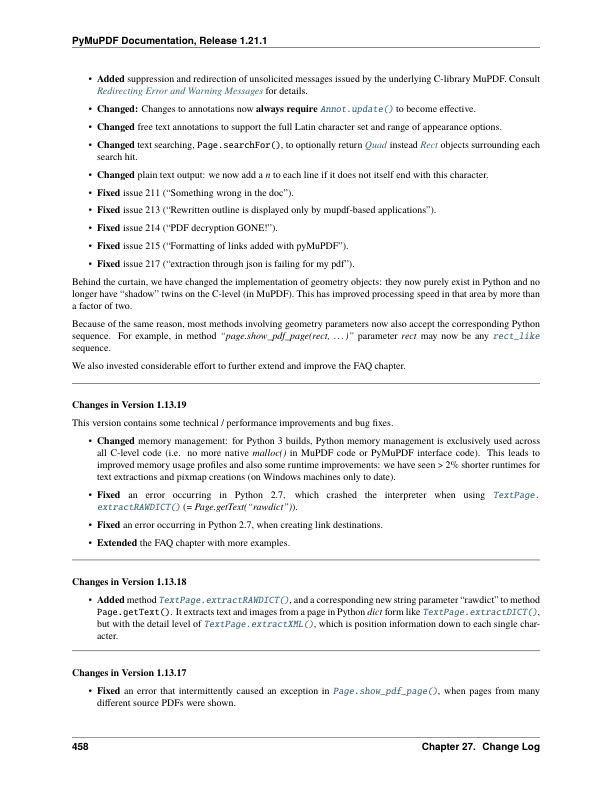 PyMuPDF Documentation, Release 1.21.1
• Added suppression and redirection of unsolicited messages issued by the underlying C-library MuPDF. Consult
Redirecting Error and Warning Messages for details.
• Changed: Changes to annotations now always require Annot.update() to become effective.
• Changed free text annotations to support the full Latin character set and range of appearance options.
• Changed text searching, Page.searchFor(), to optionally return Quad instead Rect objects surrounding each
search hit.
• Changed plain text output: we now add a n to each line if it does not itself end with this character.
• Fixed issue 211 (“Something wrong in the doc”).
• Fixed issue 213 (“Rewritten outline is displayed only by mupdf-based applications”).
• Fixed issue 214 (“PDF decryption GONE!”).
• Fixed issue 215 (“Formatting of links added with pyMuPDF”).
• Fixed issue 217 (“extraction through json is failing for my pdf”).
Behind the curtain, we have changed the implementation of geometry objects: they now purely exist in Python and no
longer have “shadow” twins on the C-level (in MuPDF). This has improved processing speed in that area by more than
a factor of two.
Because of the same reason, most methods involving geometry parameters now also accept the corresponding Python
sequence. For example, in method “page.show_pdf_page(rect, . . . )” parameter rect may now be any rect_like
sequence.
We also invested considerable effort to further extend and improve the FAQ chapter.
Changes in Version 1.13.19
This version contains some technical / performance improvements and bug fixes.
• Changed memory management: for Python 3 builds, Python memory management is exclusively used across
all C-level code (i.e. no more native malloc() in MuPDF code or PyMuPDF interface code). This leads to
improved memory usage profiles and also some runtime improvements: we have seen > 2% shorter runtimes for
text extractions and pixmap creations (on Windows machines only to date).
• Fixed an error occurring in Python 2.7, which crashed the interpreter when using TextPage.
extractRAWDICT() (= Page.getText(“rawdict”)).
• Fixed an error occurring in Python 2.7, when creating link destinations.
• Extended the FAQ chapter with more examples.
Changes in Version 1.13.18
• Added method TextPage.extractRAWDICT(), and a corresponding new string parameter “rawdict” to method
Page.getText(). It extracts text and images from a page in Python dict form like TextPage.extractDICT(),
but with the detail level of TextPage.extractXML(), which is position information down to each single char-
acter.
Changes in Version 1.13.17
• Fixed an error that intermittently caused an exception in Page.show_pdf_page(), when pages from many
different source PDFs were shown.
458 Chapter 27. Change Log